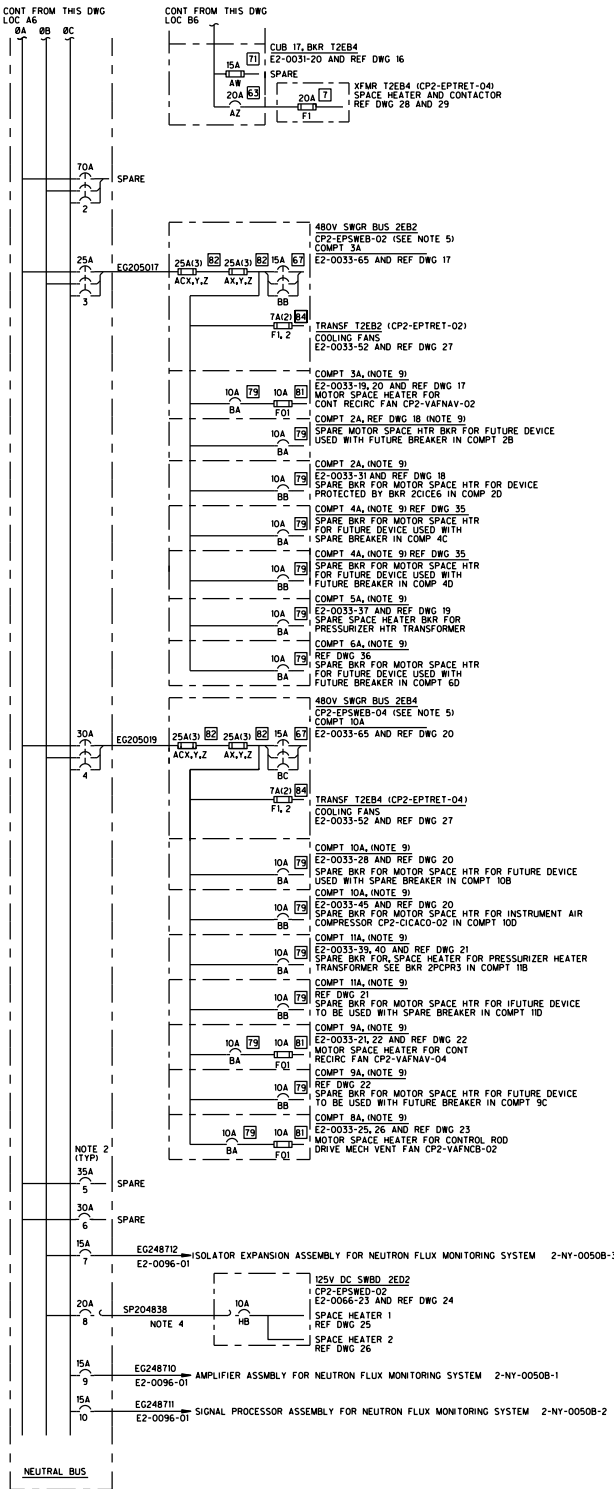 CONT FROM THIS DWG
LOC A6
ØA ØB ØC
CONT FROM THIS DWG
LOC B6
CUB 17, BKR T2EB4
E2-0031-20 AND REF DWG 16
15A 71
AW
SPARE
20A 63
AZ
20A 7
F1
XFMR T2EB4 (CP2-EPTRET-04)
SPACE HEATER AND CONTACTOR
REF DWG 28 AND 29
70A
2
SPARE
480V SWGR BUS 2EB2
CP2-EPSWEB-02 (SEE NOTE 5)
COMPT 3A
E2-0033-65 AND REF DWG 17
25A
3
EG205017
25A(3) 82
ACX,Y,Z
25A(3) 82
AX,Y,Z
15A 67
BB
7A(2) 84
F1, 2
TRANSF T2EB2 (CP2-EPTRET-02)
COOLING FANS
E2-0033-52 AND REF DWG 27
COMPT 3A, (NOTE 9)
E2-0033-19, 20 AND REF DWG 17
MOTOR SPACE HEATER FOR
CONT RECIRC FAN CP2-VAFNAV-02
10A 79
BA
10A 81
FO1
COMPT 2A, REF DWG 18 (NOTE 9)
SPARE MOTOR SPACE HTR BKR FOR FUTURE DEVICE
USED WITH FUTURE BREAKER IN COMPT 2B
10A 79
BA
COMPT 2A, (NOTE 9)
E2-0033-31 AND REF DWG 18
SPARE BKR FOR MOTOR SPACE HTR FOR DEVICE
PROTECTED BY BKR 2CICE6 IN COMP 2D
10A 79
BB
COMPT 4A, (NOTE 9) REF DWG 35
SPARE BKR FOR MOTOR SPACE HTR
FOR FUTURE DEVICE USED WITH
SPARE BREAKER IN COMP 4C
10A 79
BA
COMPT 4A, (NOTE 9) REF DWG 35
SPARE BKR FOR MOTOR SPACE HTR
FOR FUTURE DEVICE USED WITH
FUTURE BREAKER IN COMP 4D
10A 79
BB
COMPT 5A, (NOTE 9)
E2-0033-37 AND REF DWG 19
SPARE SPACE HEATER BKR FOR
PRESSURIZER HTR TRANSFORMER
10A 79
BA
COMPT 6A, (NOTE 9)
REF DWG 36
SPARE BKR FOR MOTOR SPACE HTR
FOR FUTURE DEVICE USED WITH
FUTURE BREAKER IN COMPT 6D
10A 79
BA
480V SWGR BUS 2EB4
CP2-EPSWEB-04 (SEE NOTE 5)
COMPT 10A
E2-0033-65 AND REF DWG 20
30A
4
EG205019
25A(3) 82
ACX,Y,Z
25A(3) 82
AX,Y,Z
15A 67
BC
7A(2) 84
F1, 2
TRANSF T2EB4 (CP2-EPTRET-04)
COOLING FANS
E2-0033-52 AND REF DWG 27
COMPT 10A, (NOTE 9)
E2-0033-28 AND REF DWG 20
SPARE BKR FOR MOTOR SPACE HTR FOR FUTURE DEVICE
USED WITH SPARE BREAKER IN COMPT 10B
10A 79
BA
COMPT 10A, (NOTE 9)
E2-0033-45 AND REF DWG 20
SPARE BKR FOR MOTOR SPACE HTR FOR INSTRUMENT AIR
COMPRESSOR CP2-CICACO-02 IN COMPT 10D
10A 79
BB
COMPT 11A, (NOTE 9)
E2-0033-39, 40 AND REF DWG 21
SPARE BKR FOR, SPACE HEATER FOR PRESSURIZER HEATER
TRANSFORMER SEE BKR 2PCPR3 IN COMPT 11B
10A 79
BA
COMPT 11A, (NOTE 9)
REF DWG 21
SPARE BKR FOR MOTOR SPACE HTR FOR IFUTURE DEVICE
TO BE USED WITH SPARE BREAKER IN COMPT 11D
10A 79
BB
COMPT 9A, (NOTE 9)
E2-0033-21, 22 AND REF DWG 22
MOTOR SPACE HEATER FOR CONT
RECIRC FAN CP2-VAFNAV-04
10A 79
BA
10A 81
FO1
COMPT 9A, (NOTE 9)
REF DWG 22
SPARE BKR FOR MOTOR SPACE HTR FOR FUTURE DEVICE
TO BE USED WITH FUTURE BREAKER IN COMPT 9C
10A 79
BB
COMPT 8A, (NOTE 9)
E2-0033-25, 26 AND REF DWG 23
MOTOR SPACE HEATER FOR CONTROL ROD
DRIVE MECH VENT FAN CP2-VAFNCB-02
10A 79
BA
10A 81
FO1
NOTE 2
(TYP)
35A
5
SPARE
30A
6
SPARE
15A
7
EG248712
E2-0096-01
ISOLATOR EXPANSION ASSEMBLY FOR NEUTRON FLUX MONITORING SYSTEM 2-NY-0050B-3
125V DC SWBD 2ED2
CP2-EPSWED-02
E2-0066-23 AND REF DWG 24
20A
8
SP204838
NOTE 4
10A
HB
SPACE HEATER 1
REF DWG 25
SPACE HEATER 2
REF DWG 26
15A
9
EG248710
E2-0096-01
AMPLIFIER ASSMBLY FOR NEUTRON FLUX MONITORING SYSTEM 2-NY-0050B-1
15A
10
EG248711
E2-0096-01
SIGNAL PROCESSOR ASSEMBLY FOR NEUTRON FLUX MONITORING SYSTEM 2-NY-0050B-2
NEUTRAL BUS